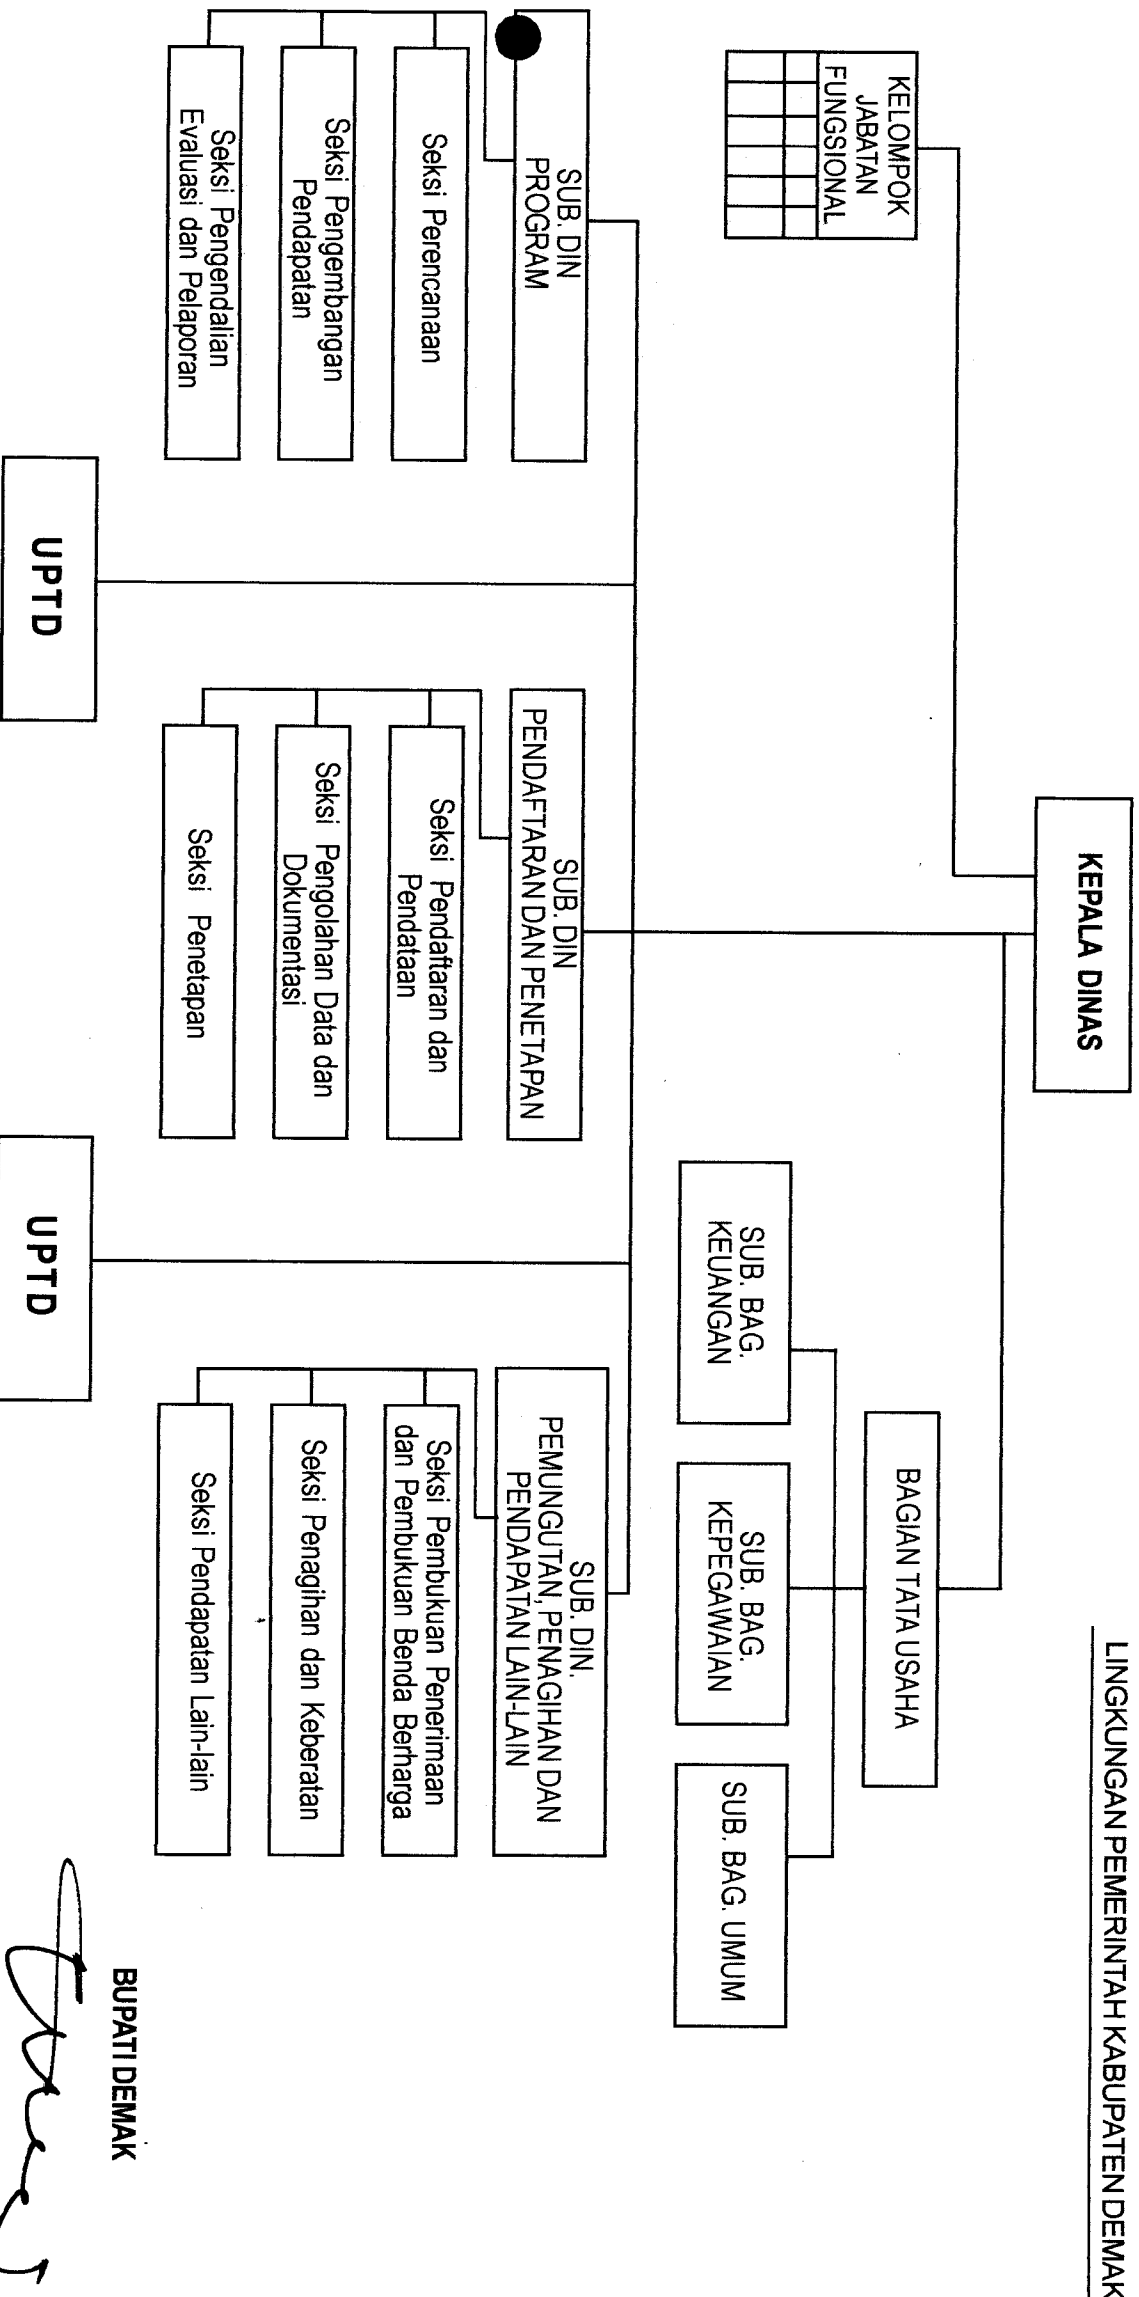 LINGKUNGAN PEMERINTAH KABUPATEN DEMAK
KEPALA DINAS
KELOMPOK
JABATAN
FUNGSIONAL
BAGIAN TATA USAHA
SUB. BAG.
KEUANGAN
SUB. BAG.
KEPEGAWAIAN
SUB. BAG. UMUM
SUB. DIN
PROGRAM
Seksi Perencanaan
Seksi Pengembangan
Pendapatan
Seksi Pengendalian
Evaluasi dan Pelaporan
SUB. DIN
PENDAFTARAN DAN PENETAPAN
Seksi Pendaftaran dan
Pendataan
Seksi Pengolahan Data dan
Dokumentasi
Seksi Penetapan
SUB. DIN.
PEMUNGUTAN, PENAGIHAN DAN
PENDAPATAN LAIN-LAIN
Seksi Pembukuan Penerimaan
dan Pembukuan Benda Berharga
Seksi Penagihan dan Keberatan
Seksi Pendapatan Lain-lain
UPTD
UPTD
BUPATI DEMAK